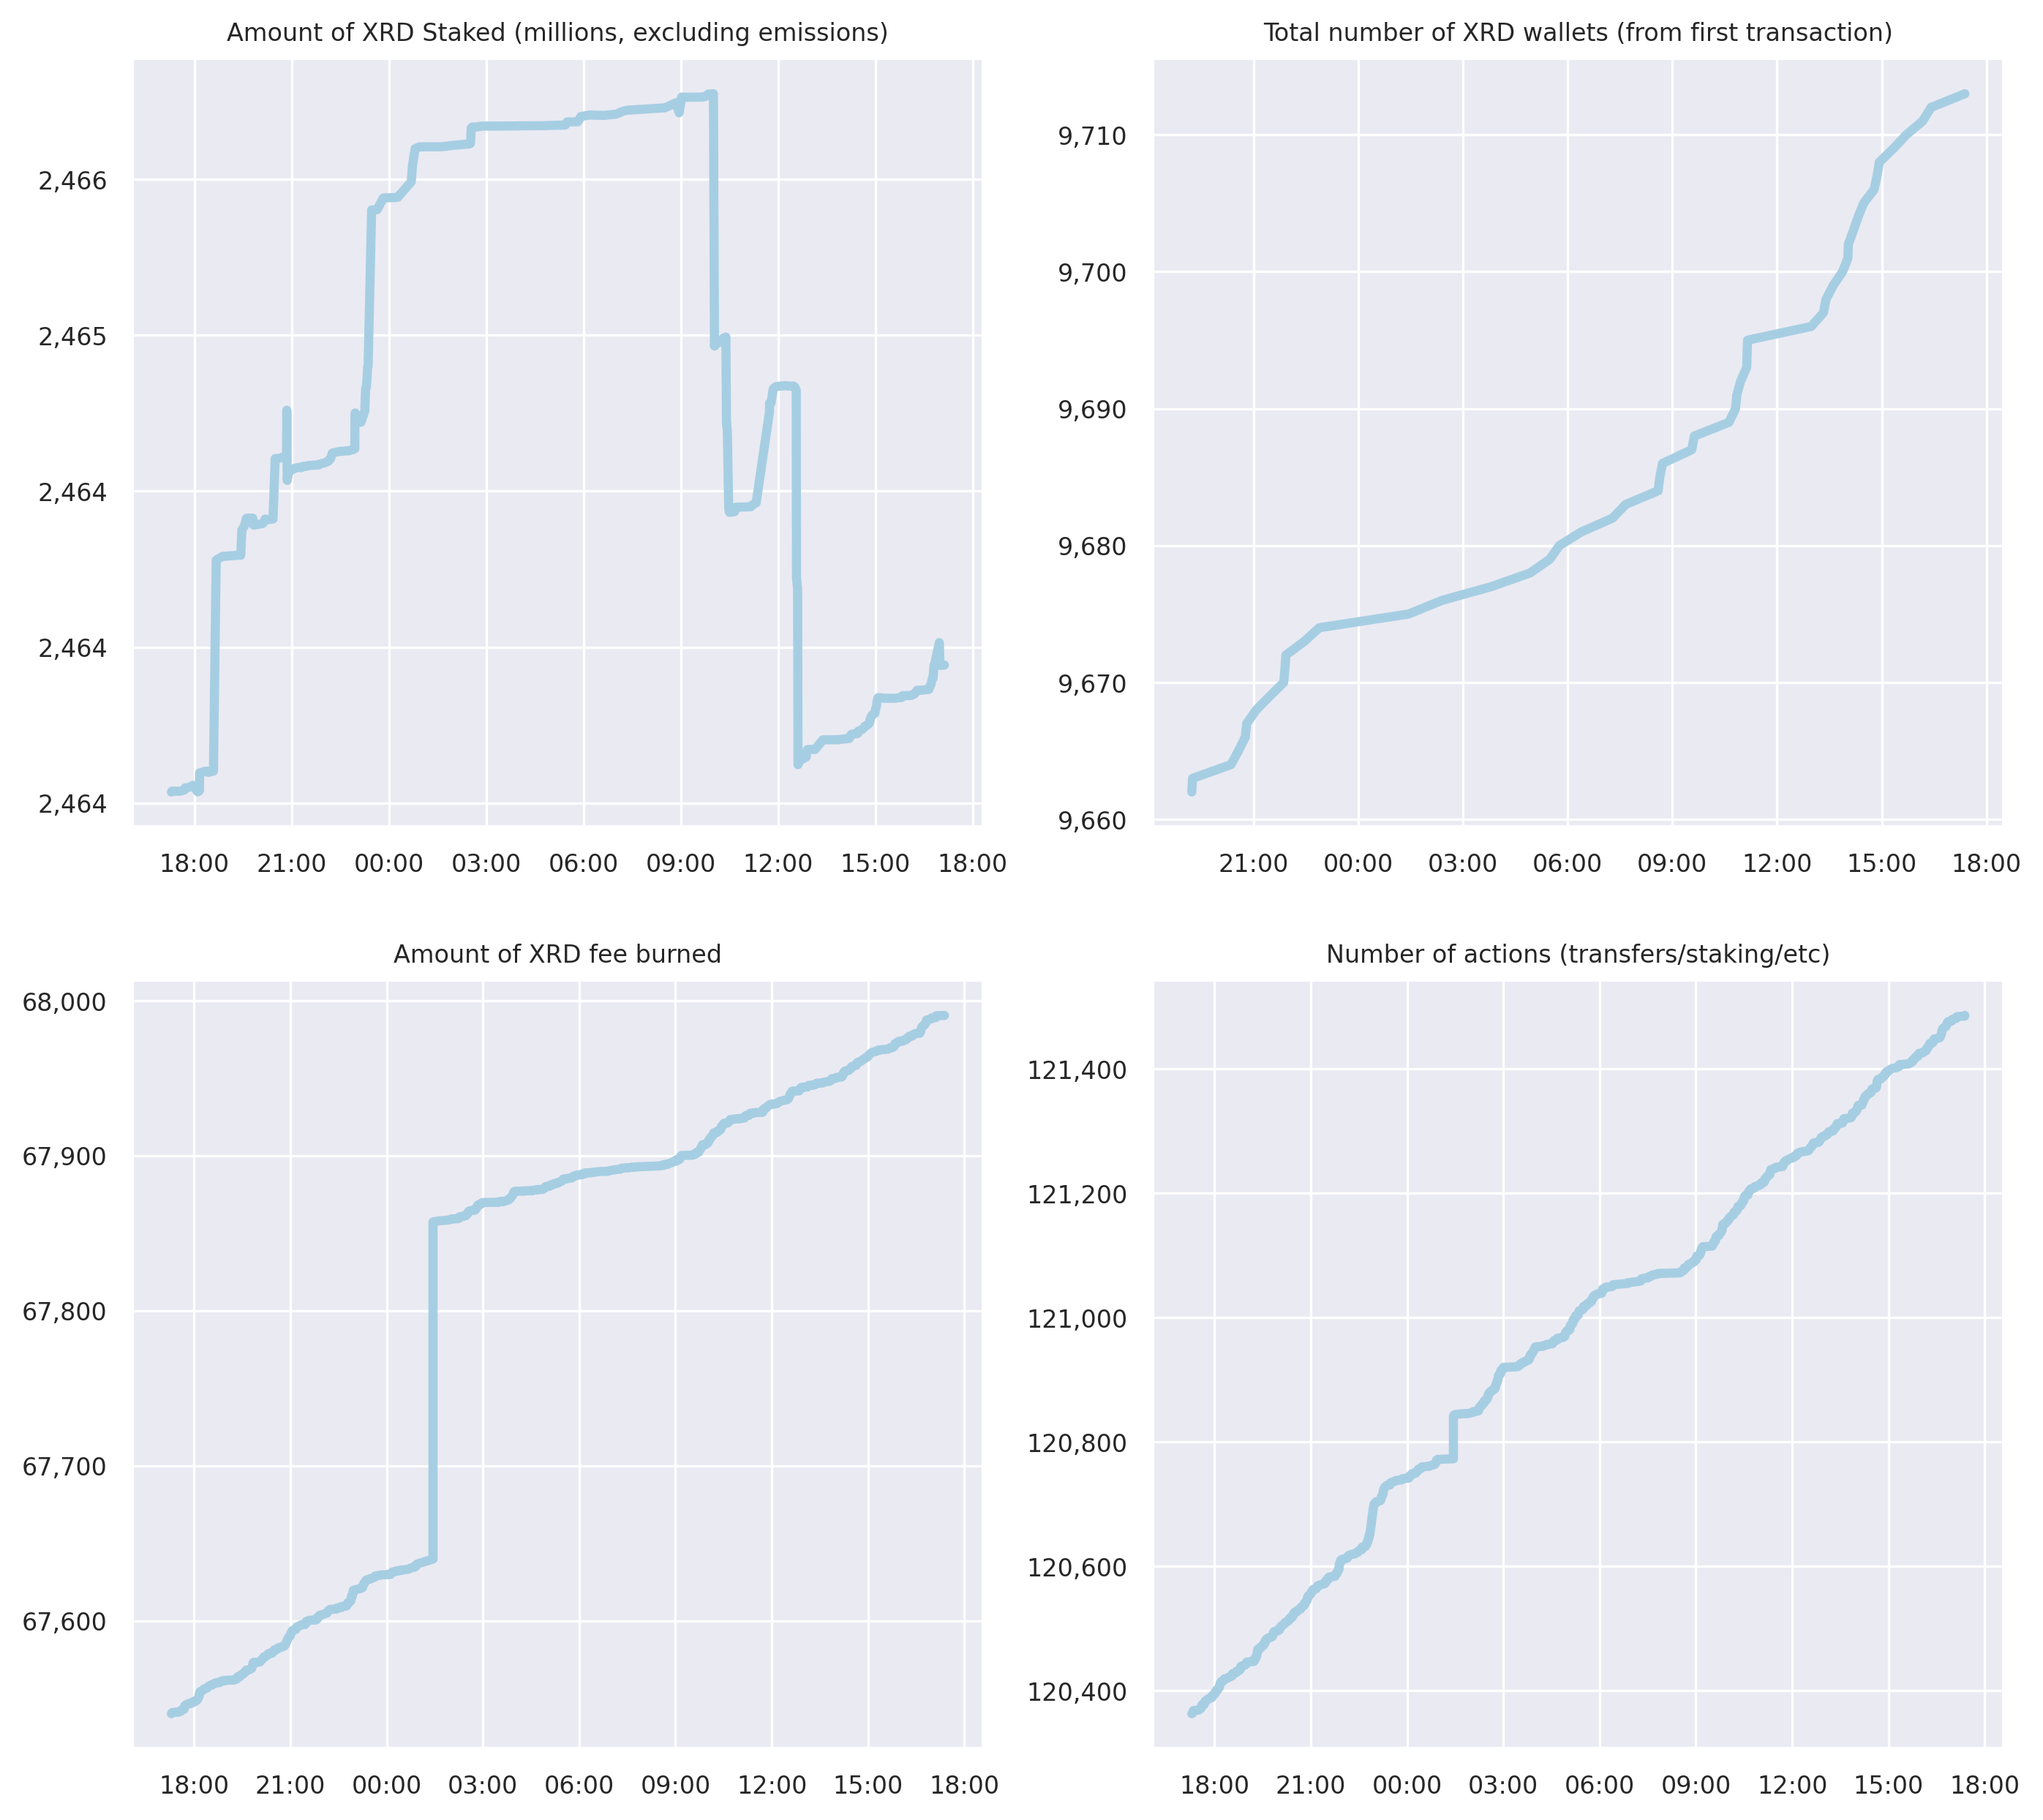 Amount of XRD Staked (millions, excluding emissions)
2,466
2,465
2,464
2,464
2,464
18:00 21:00 00:00 03:00 06:00 09:00 12:00 15:00 18:00
Total number of XRD wallets (from first transaction)
9,710
9,700
9,690
9,680
9,670
9,660
21:00 00:00 03:00 06:00 09:00 12:00 15:00 18:00
Amount of XRD fee burned
68,000
67,900
67,800
67,700
67,600
18:00 21:00 00:00 03:00 06:00 09:00 12:00 15:00 18:00
Number of actions (transfers/staking/etc)
121,400
121,200
121,000
120,800
120,600
120,400
18:00 21:00 00:00 03:00 06:00 09:00 12:00 15:00 18:00